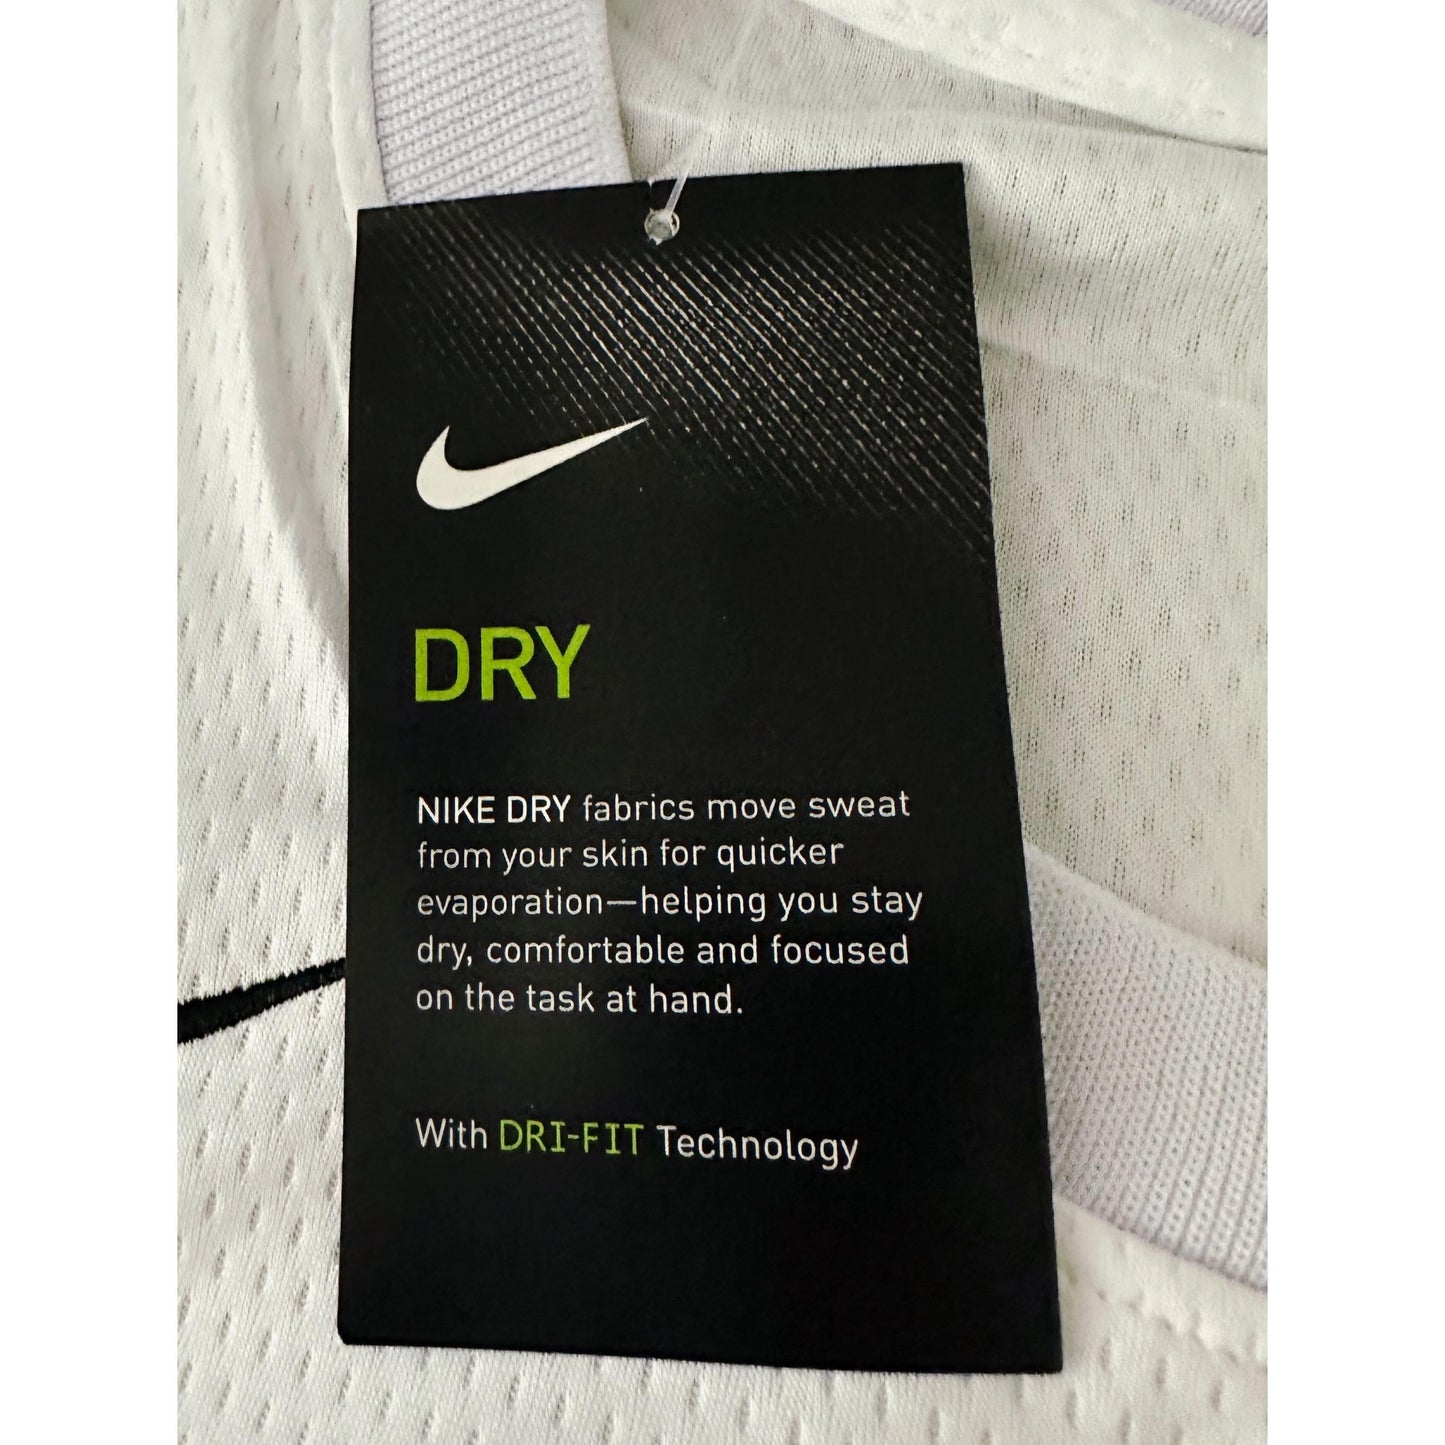 DRY
NIKE DRY fabrics move sweat
from your skin for quicker
evaporation—helping you stay
dry, comfortable and focused
on the task at hand.
With DRI-FIT Technology